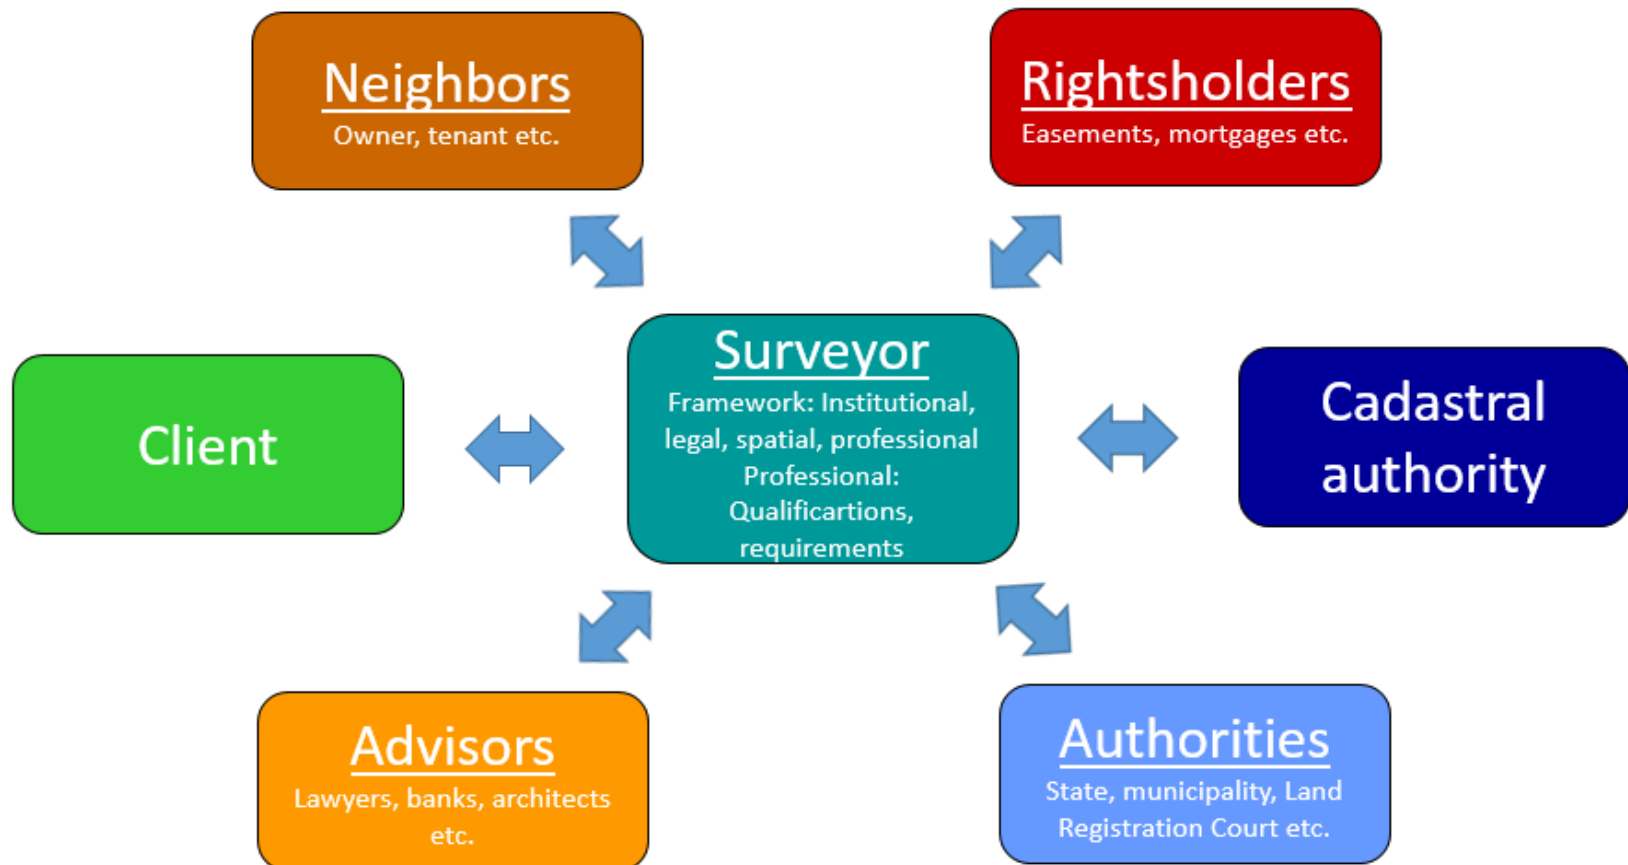 Neighbors
Owner, tenant etc.
Rightsholders
Easements, mortgages etc.
Client
Surveyor
Framework: Institutional,
legal, spatial, professional
Professional:
Qualificartions,
requirements
Cadastral
authority
Advisors
Lawyers, banks, architects
etc.
Authorities
State, municipality, Land
Registration Court etc.